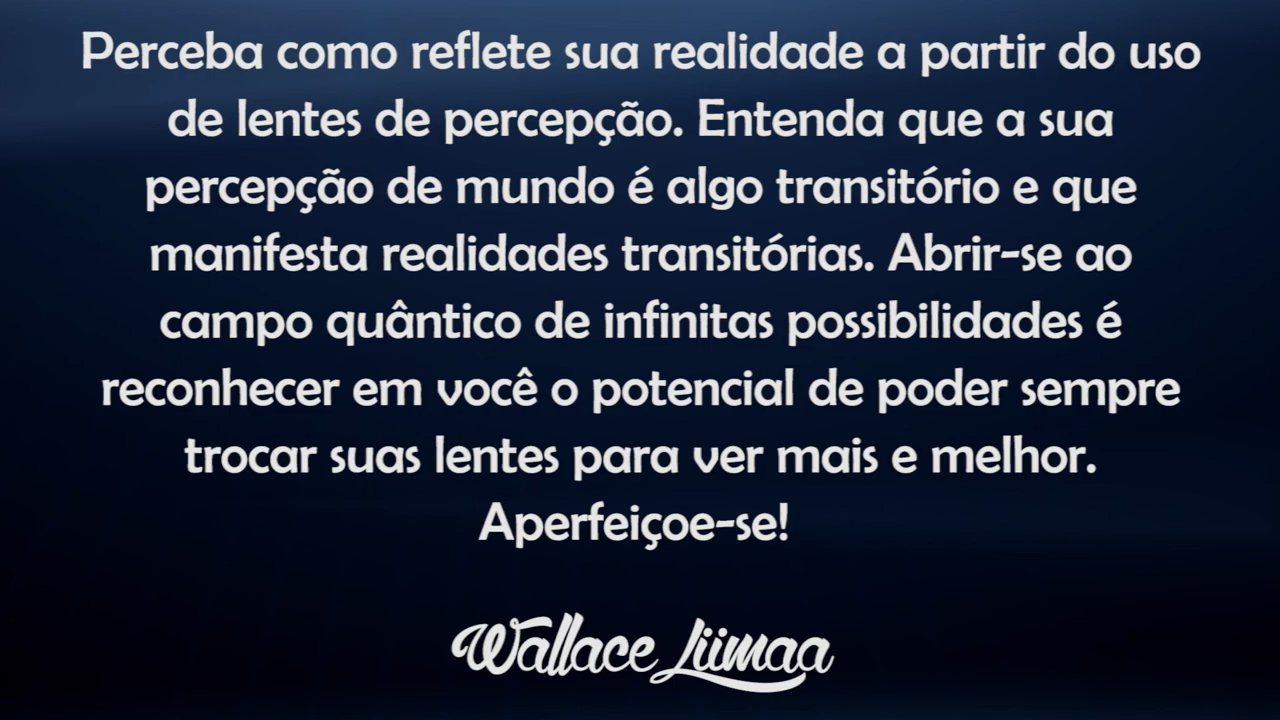 Perceba como reflete sua realidade a partir do uso
de lentes de percepção. Entenda que a sua
percepção de mundo é algo transitório e que
manifesta realidades transitórias. Abrir-se ao
campo quântico de infinitas possibilidades é
reconhecer em você o potencial de poder sempre
trocar suas lentes para ver mais e melhor.
Aperfeiçoe-se!
Wallace Liimaa